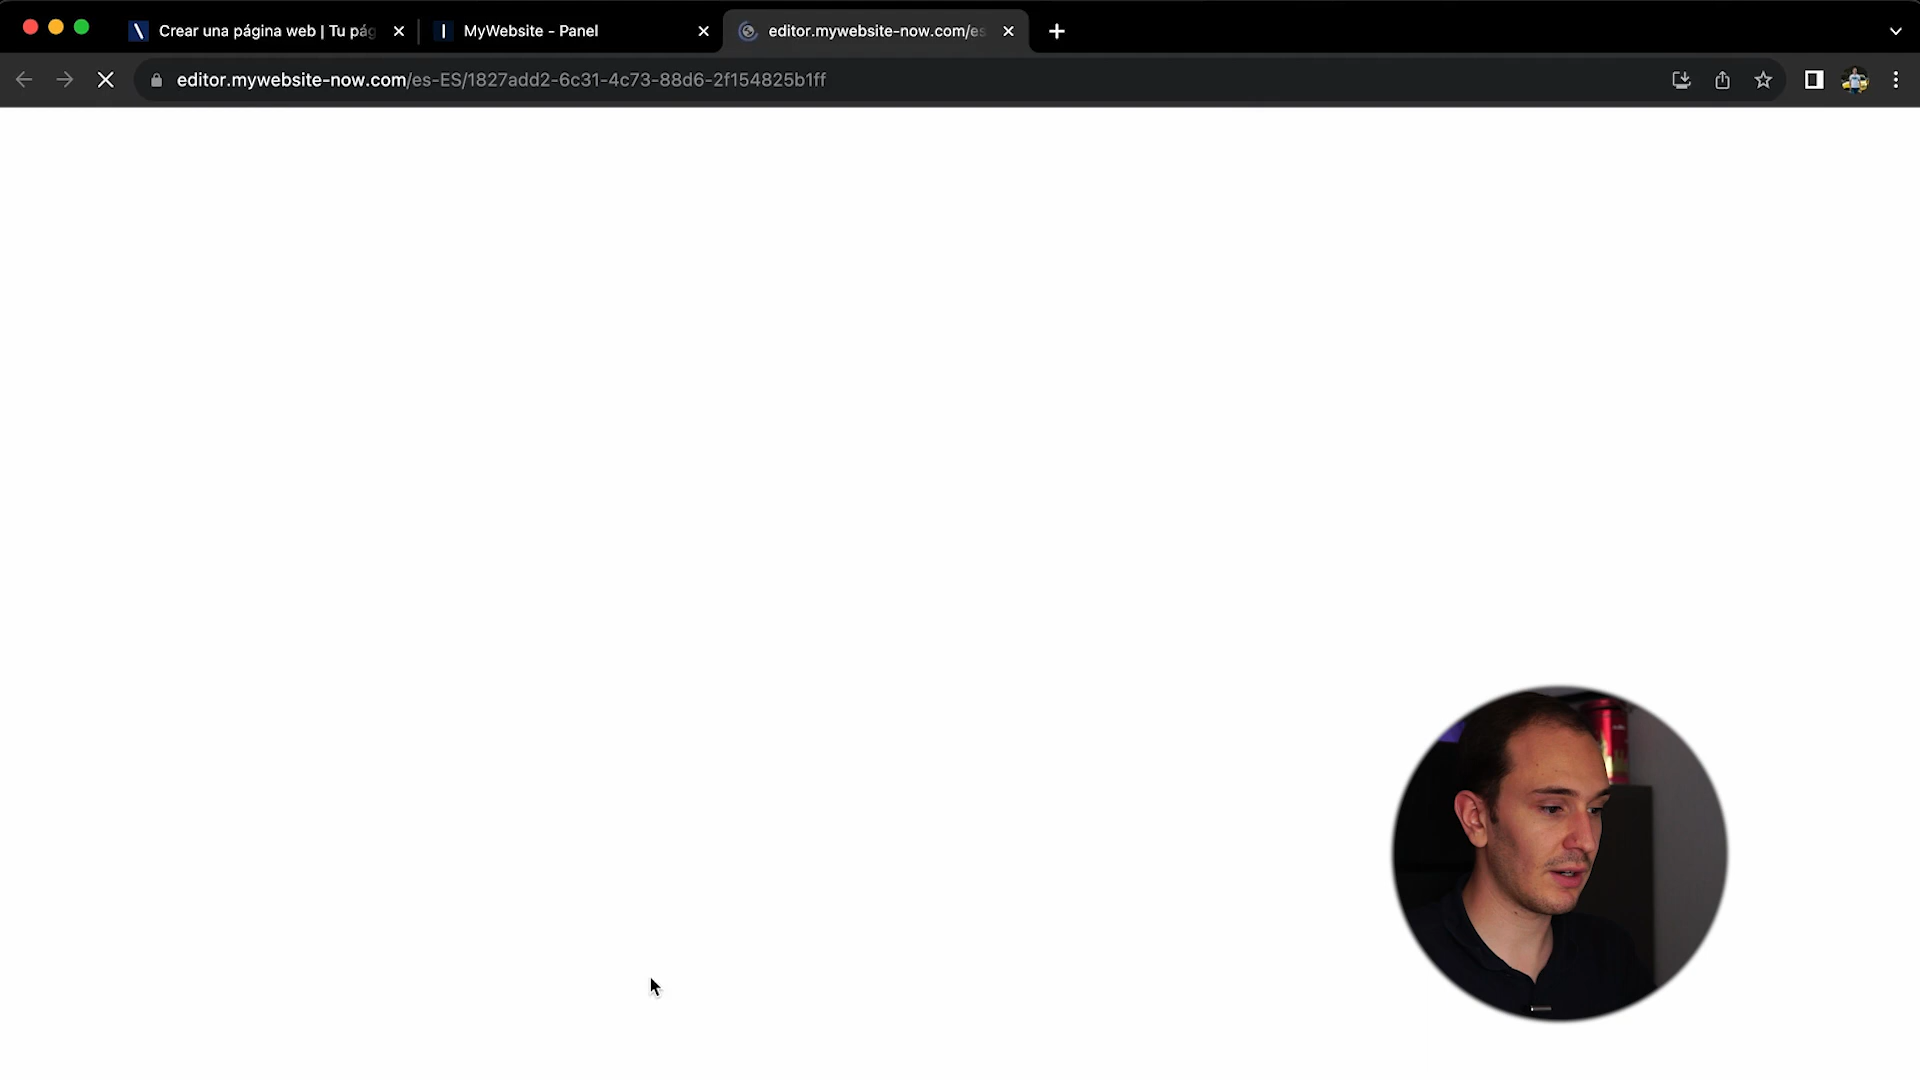 Crear una página web | Tu pág
MyWebsite - Panel
editor.mywebsite-now.com/es
editor.mywebsite-now.com/es-ES/1827add2-6c31-4c73-88d6-2f154825b1ff